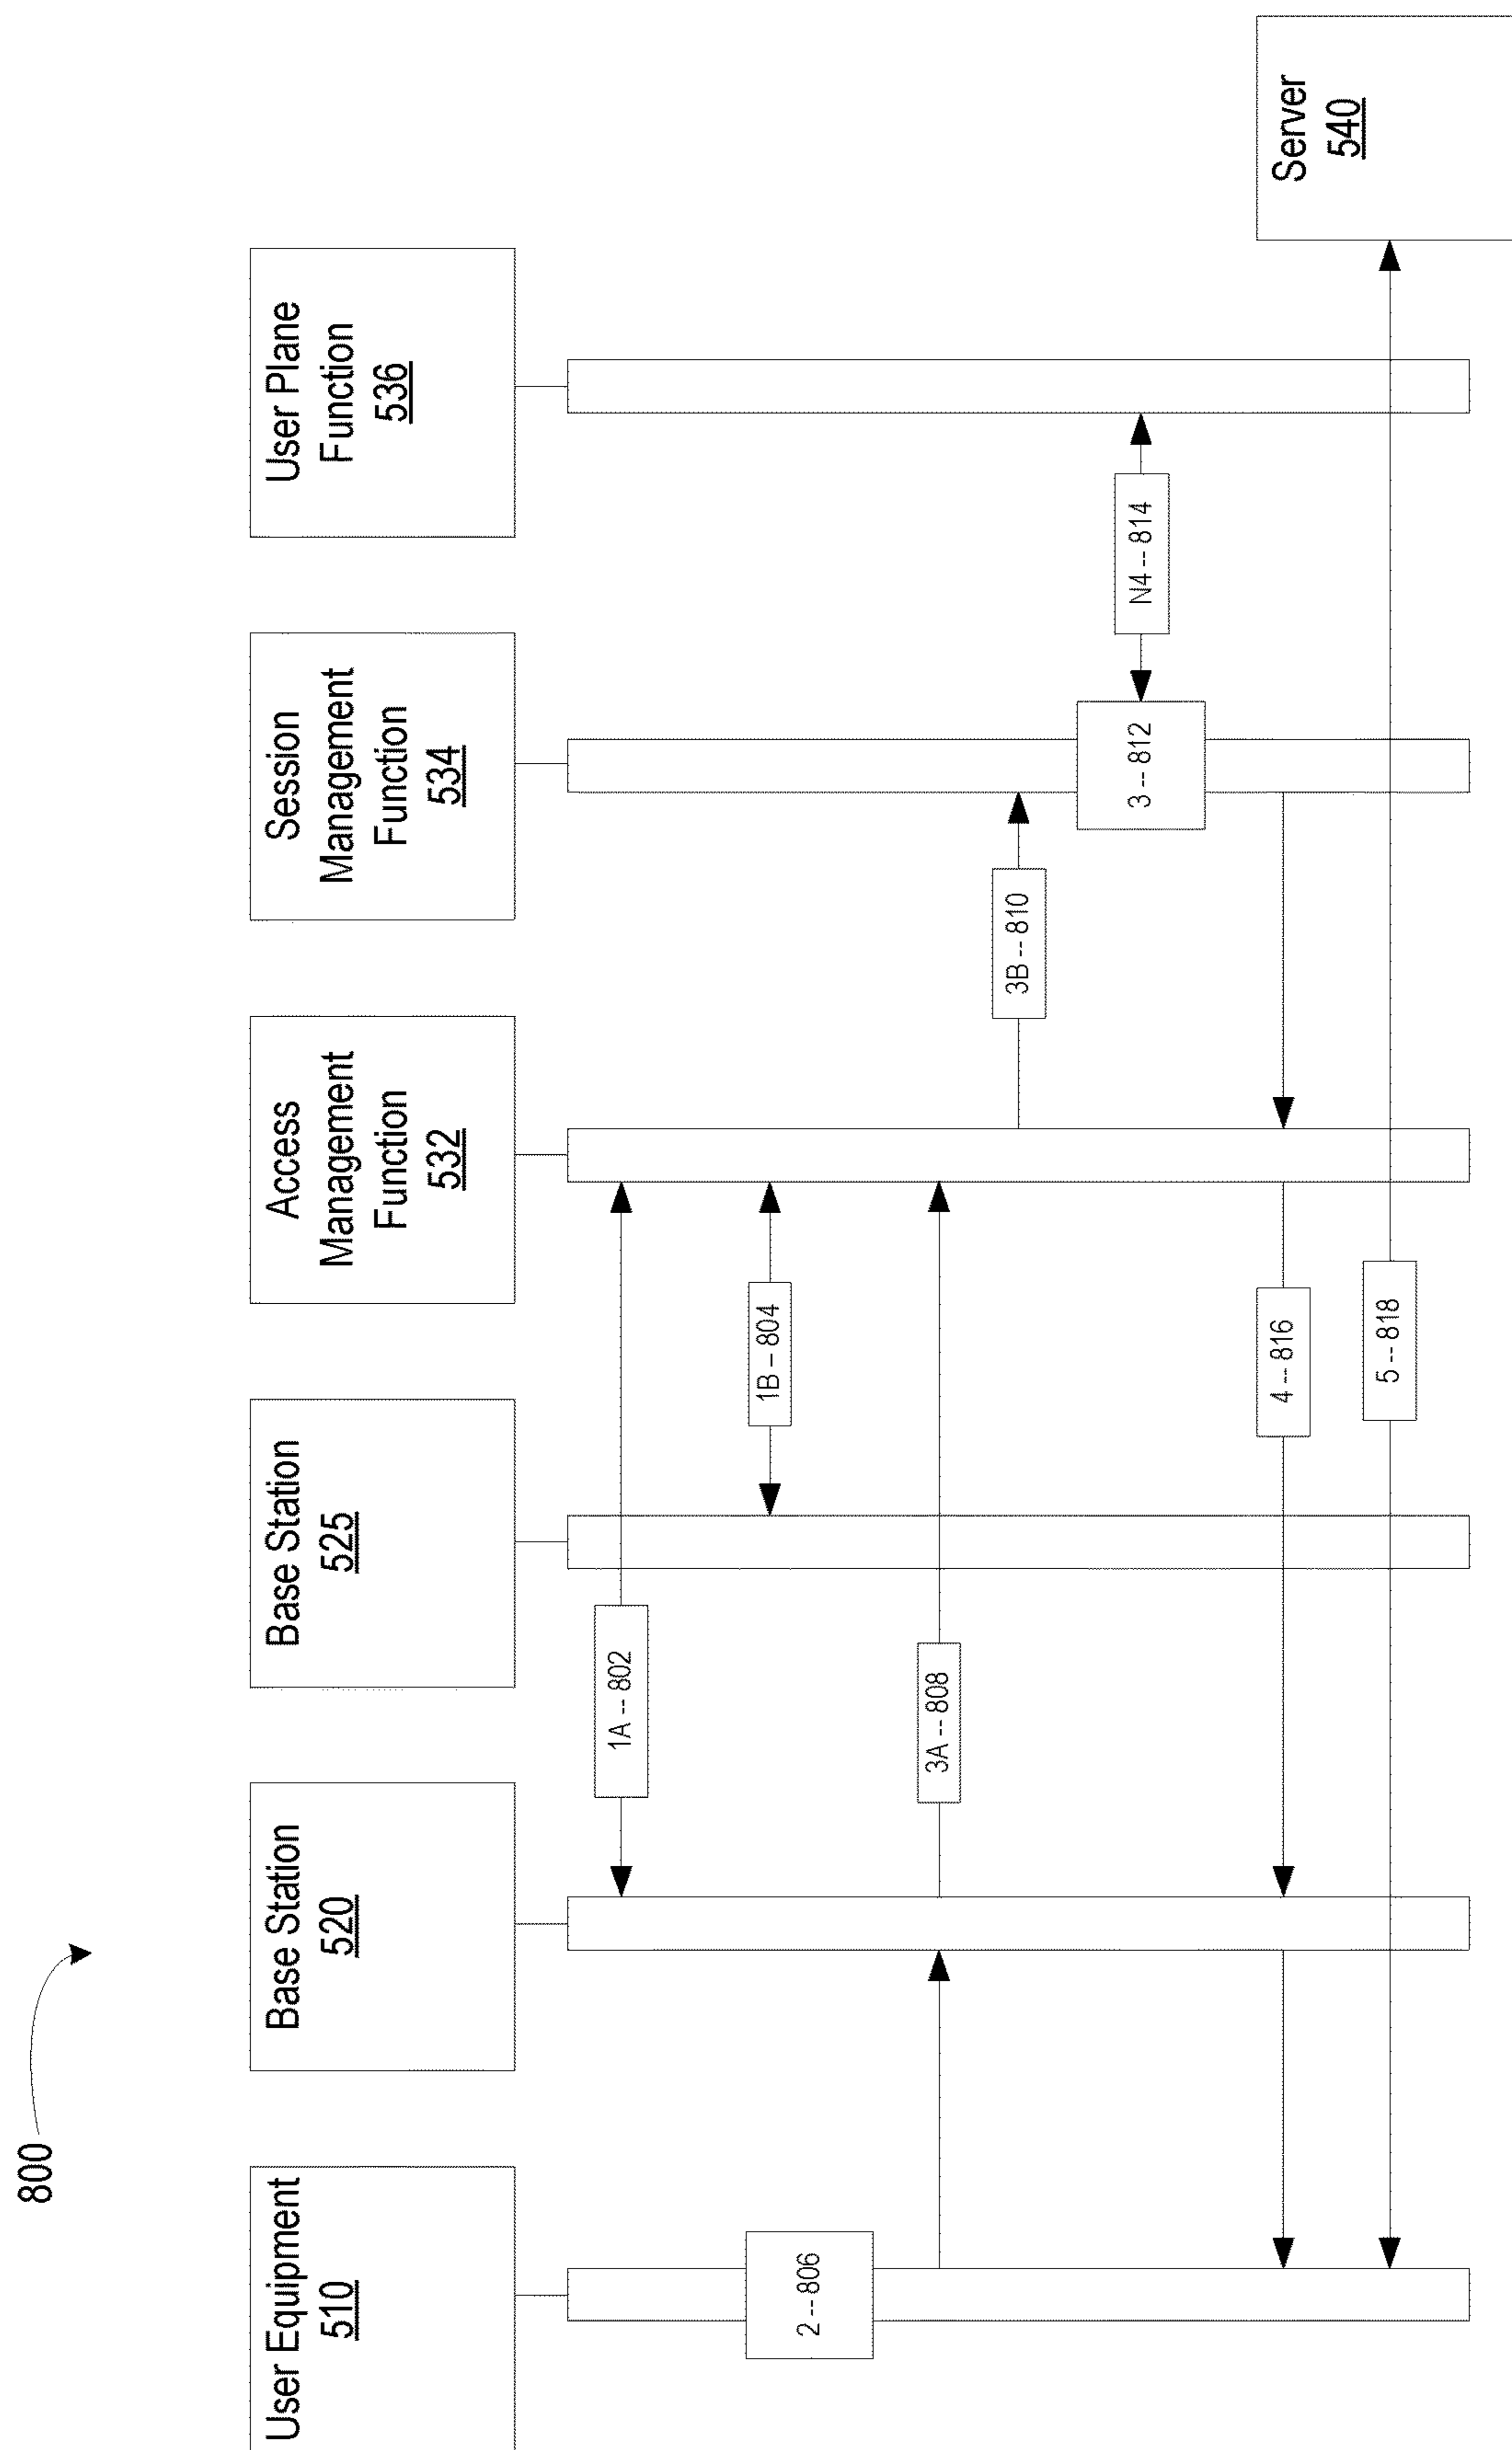 800
User Equipment
510
Base Station
520
Base Station
525
Access
Management
Function
532
Session
Management
Function
534
User Plane
Function
536
1A -- 802
1B – 804
2 -- 806
3A -- 808
3B -- 810
3 -- 812
N4 -- 814
4 -- 816
5 -- 818
Server
540